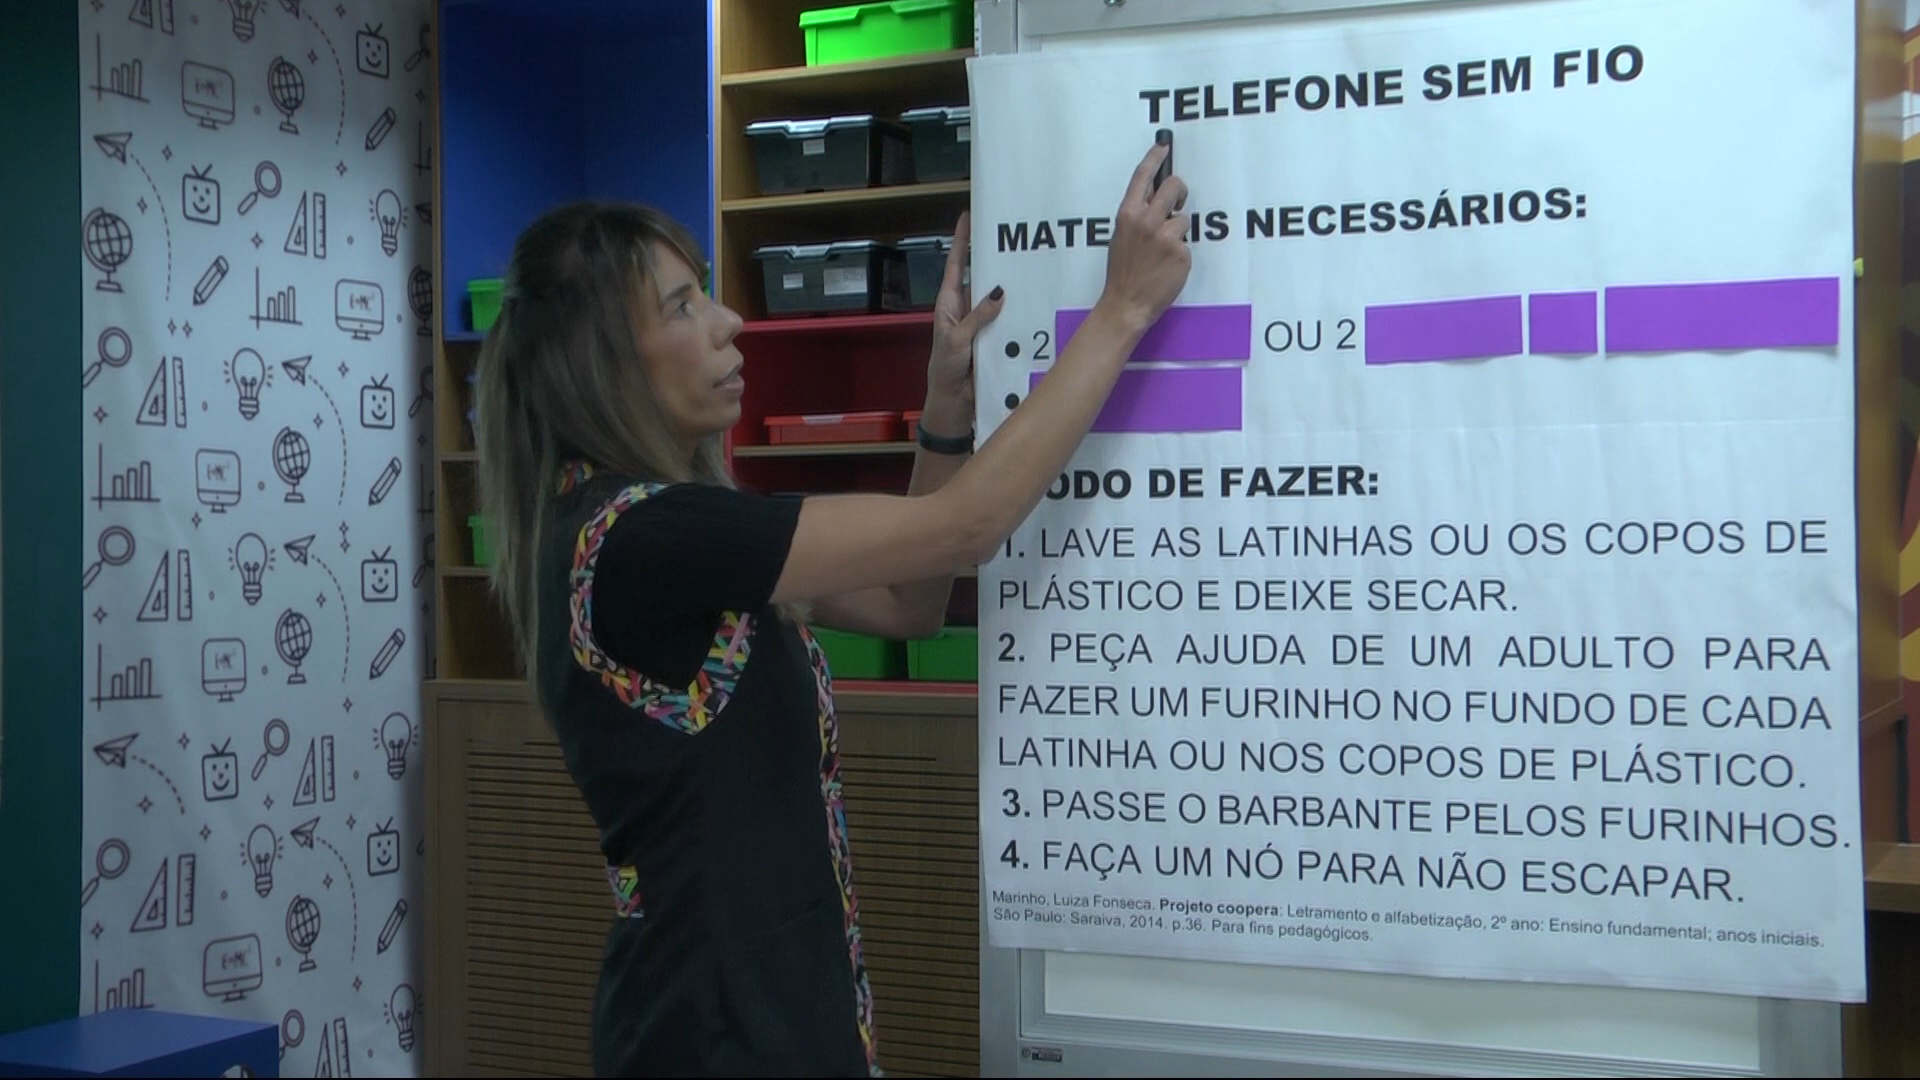 TELEFONE SEM FIO
MATE IS NECESSÁRIOS:
• 2 OU 2
•
ODO DE FAZER:
1. LAVE AS LATINHAS OU OS COPOS DE
PLÁSTICO E DEIXE SECAR.
2. PEÇA AJUDA DE UM ADULTO PARA
FAZER UM FURINHO NO FUNDO DE CADA
LATINHA OU NOS COPOS DE PLÁSTICO.
3. PASSE O BARBANTE PELOS FURINHOS.
4. FAÇA UM NÓ PARA NÃO ESCAPAR.
Marinho, Luiza Fonseca. Projeto coopera: Letramento e alfabetização, 2º ano: Ensino fundamental; anos iniciais.
São Paulo: Saraiva, 2014. p.36. Para fins pedagógicos.